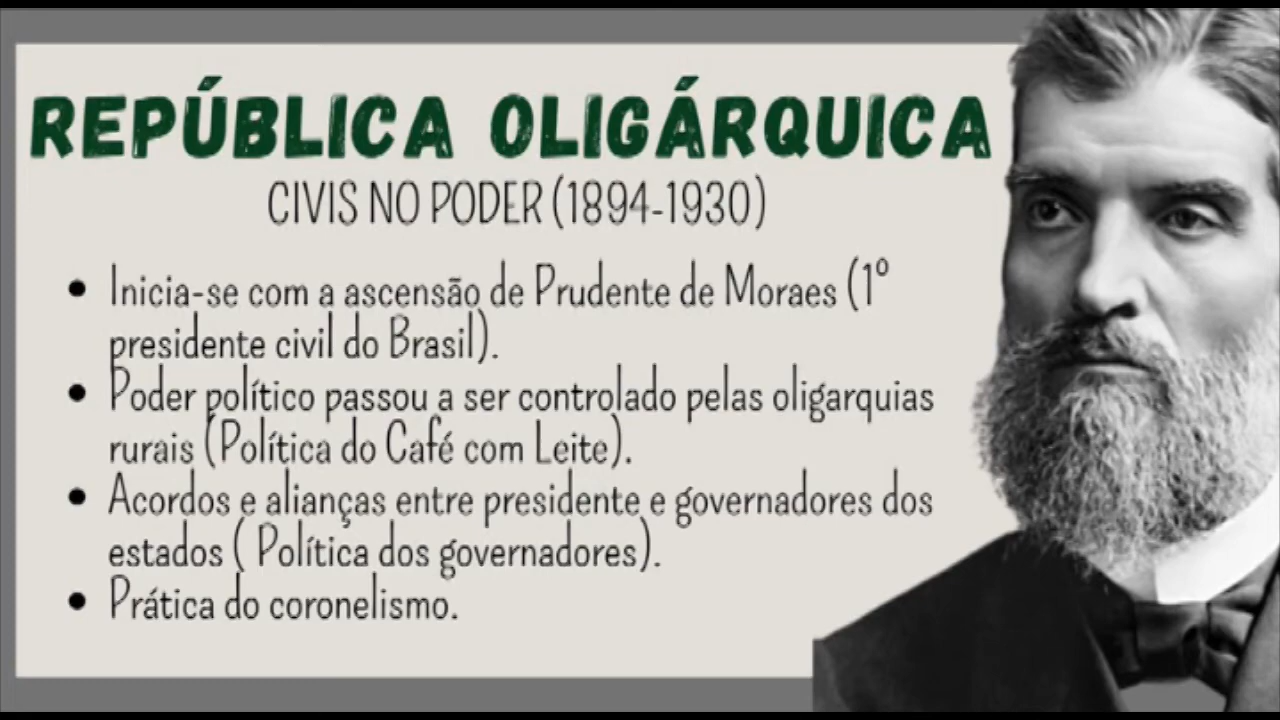 REPÚBLICA OLIGÁRQUICA
CIVIS NO PODER (1894-1930)
• Inicia-se com a ascensão de Prudente de Moraes (1º
presidente civil do Brasil).
• Poder político passou a ser controlado pelas oligarquias
rurais (Política do Café com Leite).
• Acordos e alianças entre presidente e governadores dos
estados ( Política dos governadores).
• Prática do coronelismo.